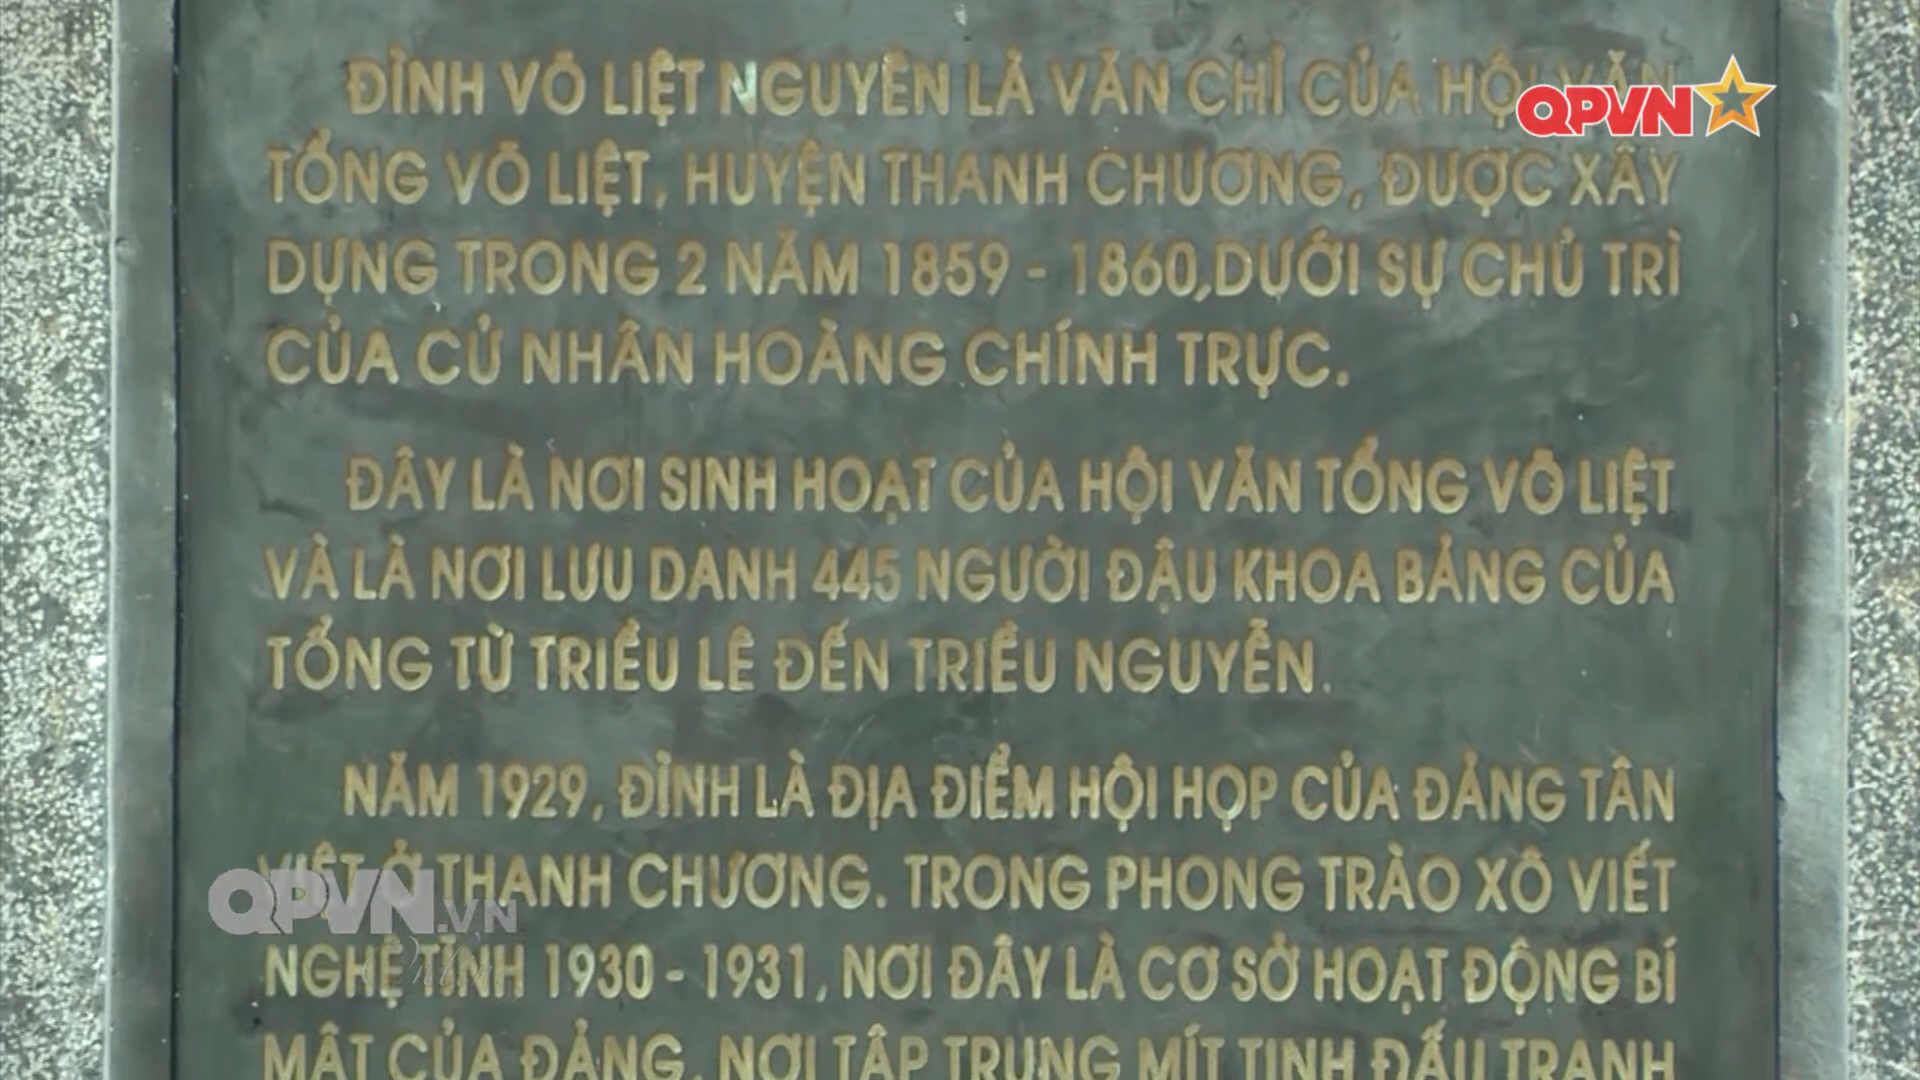 ĐÌNH VÕ LIỆT NGUYÊN LÀ VĂN CHỈ CỦA HỘI VĂN
QPVN
TỔNG VÕ LIỆT, HUYỆN THANH CHƯƠNG, ĐƯỢC XÂY
DỰNG TRONG 2 NĂM 1859 - 1860,DƯỚI SỰ CHỦ TRÌ
CỦA CỬ NHÂN HOÀNG CHÍNH TRỰC.
ĐÂY LÀ NƠI SINH HOẠT CỦA HỘI VĂN TỔNG VÕ LIỆT
VÀ LÀ NƠI LƯU DANH 445 NGƯỜI ĐẬU KHOA BẢNG CỦA
TỔNG TỪ TRIỀU LÊ ĐẾN TRIỀU NGUYỄN.
NĂM 1929, ĐÌNH LÀ ĐỊA ĐIỂM HỘI HỌP CỦA ĐẢNG TÂN
VIỆT Ở THANH CHƯƠNG. TRONG PHONG TRÀO XÔ VIẾT
QPVN.VN
NGHỆ TĨNH 1930 - 1931, NƠI ĐÂY LÀ CƠ SỞ HOẠT ĐỘNG BÍ
MẬT CỦA ĐẢNG, NƠI TẬP TRUNG MÍT TINH ĐẤU TRANH